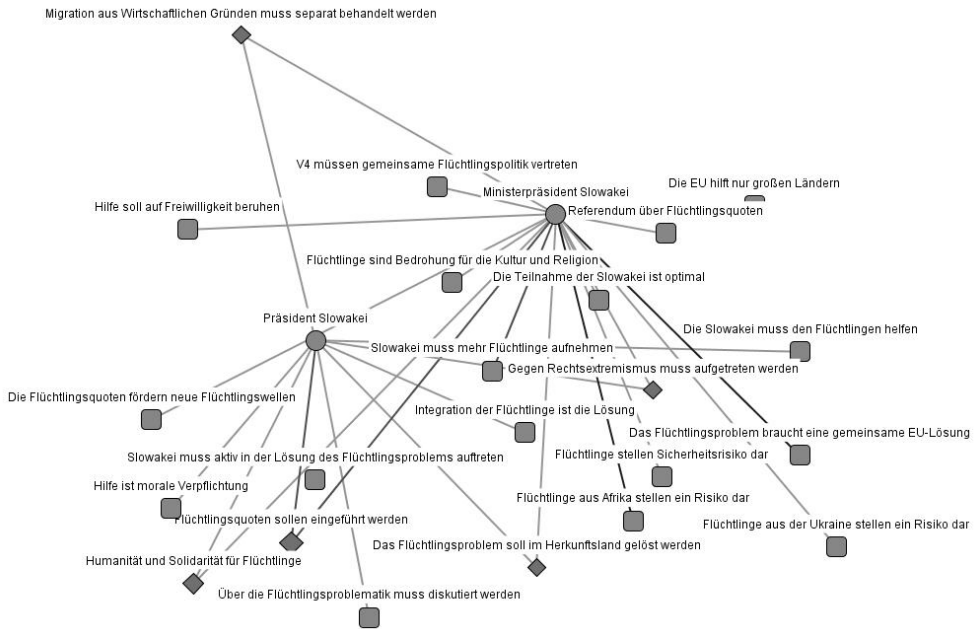 Migration aus Wirtschaftlichen Gründen muss separat behandelt werden
V4 müssen gemeinsame Flüchtlingspolitik vertreten
Die EU hilft nur großen Ländern
Ministerpräsident Slowakei
Hilfe soll auf Freiwilligkeit beruhen
Referendum über Flüchtlingsquoten
Flüchtlinge sind Bedrohung für die Kultur und Religion
Die Teilnahme der Slowakei ist optimal
Präsident Slowakei
Die Slowakei muss den Flüchtlingen helfen
Slowakei muss mehr Flüchtlinge aufnehmen
Gegen Rechtsextremismus muss aufgetreten werden
Die Flüchtlingsquoten fördern neue Flüchtlingswellen
Integration der Flüchtlinge ist die Lösung
Das Flüchtlingsproblem braucht eine gemeinsame EU-Lösung
Slowakei muss aktiv in der Lösung des Flüchtlingsproblems auftreten
Flüchtlinge stellen Sicherheitsrisiko dar
Hilfe ist morale Verpflichtung
Flüchtlinge aus Afrika stellen ein Risiko dar
Flüchtlingsquoten sollen eingeführt werden
Flüchtlinge aus der Ukraine stellen ein Risiko dar
Das Flüchtlingsproblem soll im Herkunftsland gelöst werden
Humanität und Solidarität für Flüchtlinge
Über die Flüchtlingsproblematik muss diskutiert werden